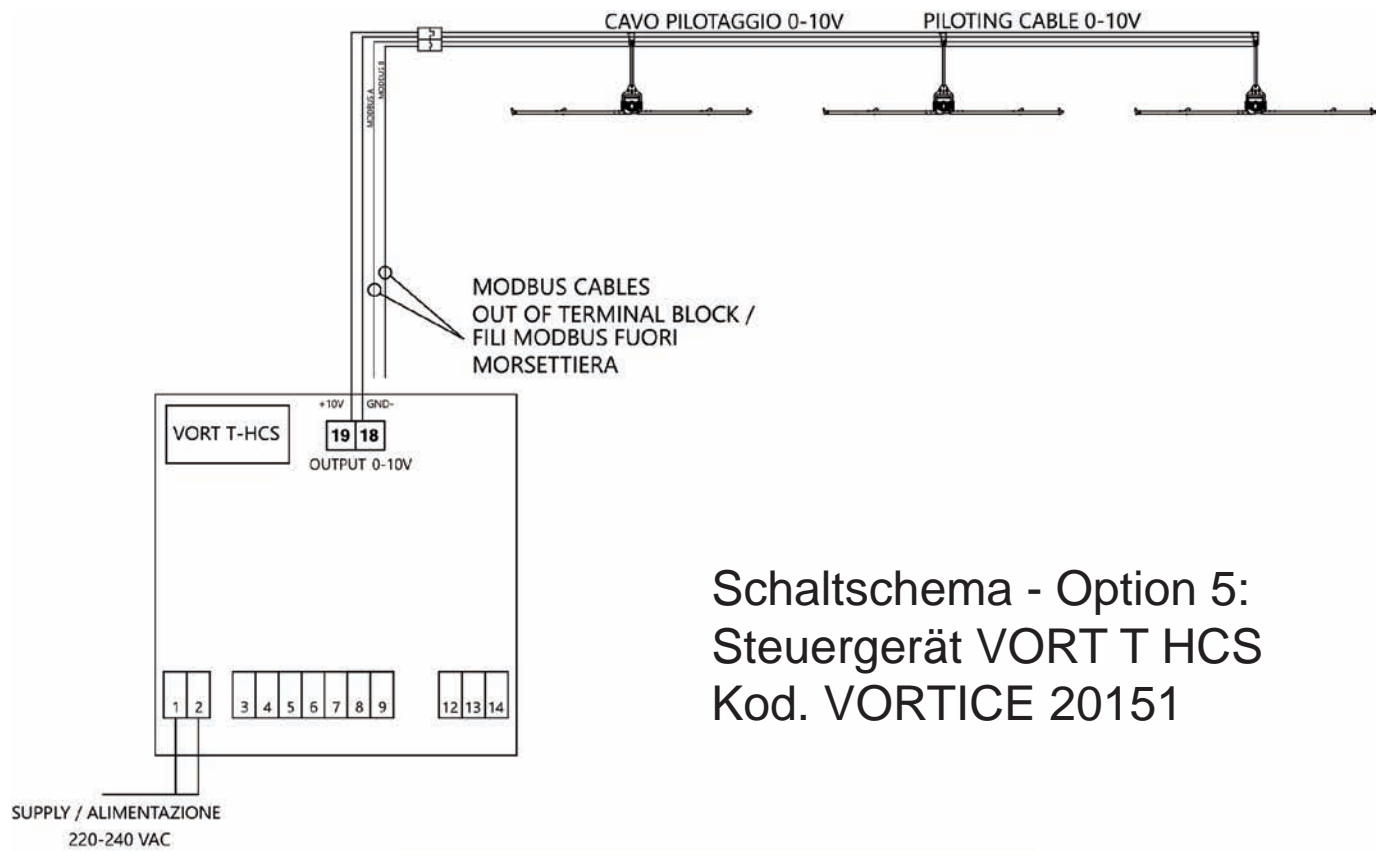 CAVO PILOTAGGIO 0-10V
PILOTING CABLE 0-10V
MODBUS A
MODBUS B
MODBUS CABLES
OUT OF TERMINAL BLOCK /
FILI MODBUS FUORI
MORSETTIERA
+10V GND-
VORT T-HCS
19 18
OUTPUT 0-10V
Schaltschema - Option 5:
Steuergerät VORT T HCS
Kod. VORTICE 20151
1 2 3 4 5 6 7 8 9 12 13 14
SUPPLY / ALIMENTAZIONE
220-240 VAC